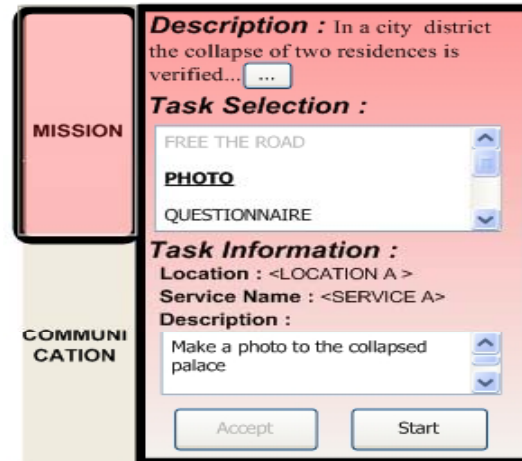 MISSION
COMMUNI
CATION
Description : In a city district
the collapse of two residences is
verified... ...
Task Selection :
FREE THE ROAD
PHOTO
QUESTIONNAIRE
Task Information :
Location : <LOCATION A >
Service Name : <SERVICE A>
Description :
Make a photo to the collapsed
palace
Accept Start